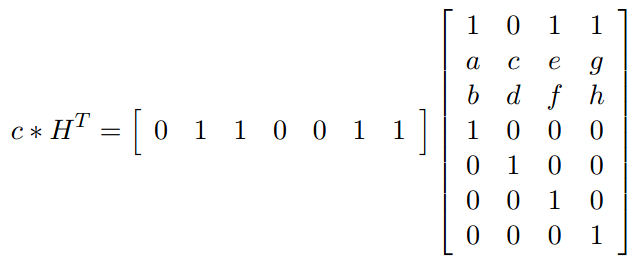 c ∗ H^T = [ 0 1 1 0 0 1 1 ]
1 0 1 1
a c e g
b d f h
1 0 0 0
0 1 0 0
0 0 1 0
0 0 0 1